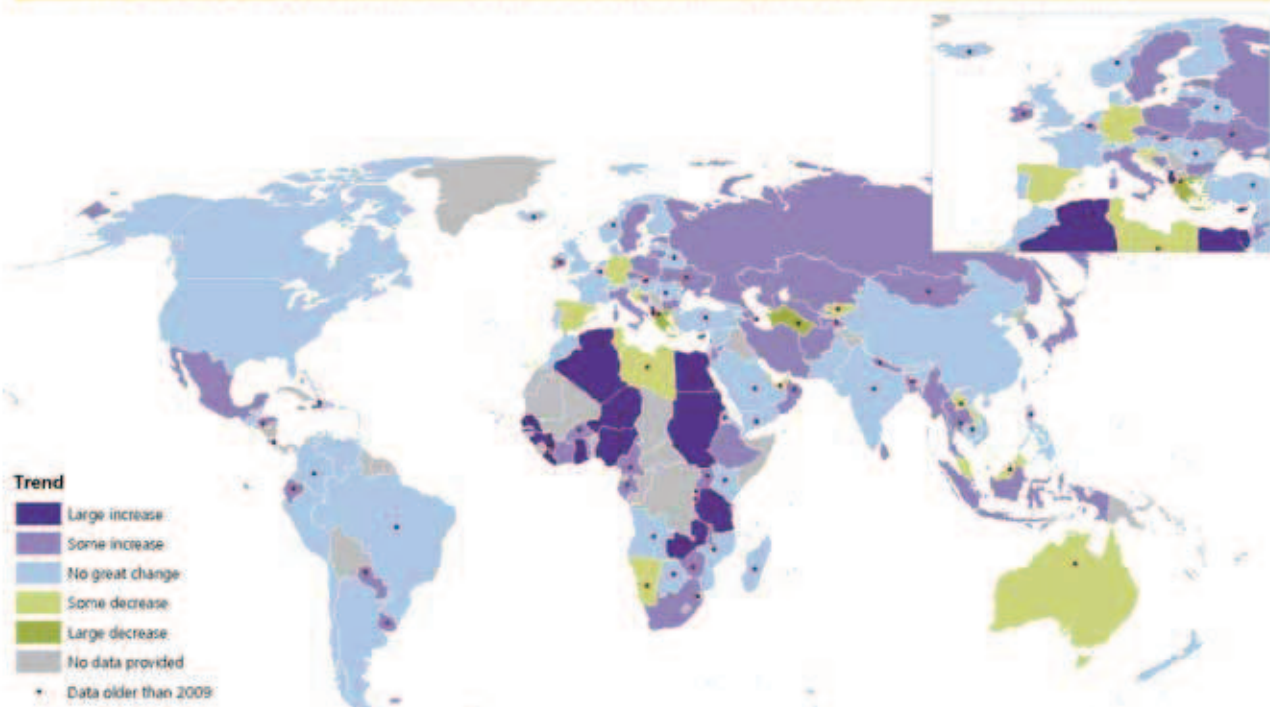 Trend
Large increase
Some increase
No great change
Some decrease
Large decrease
No data provided
Data older than 2009